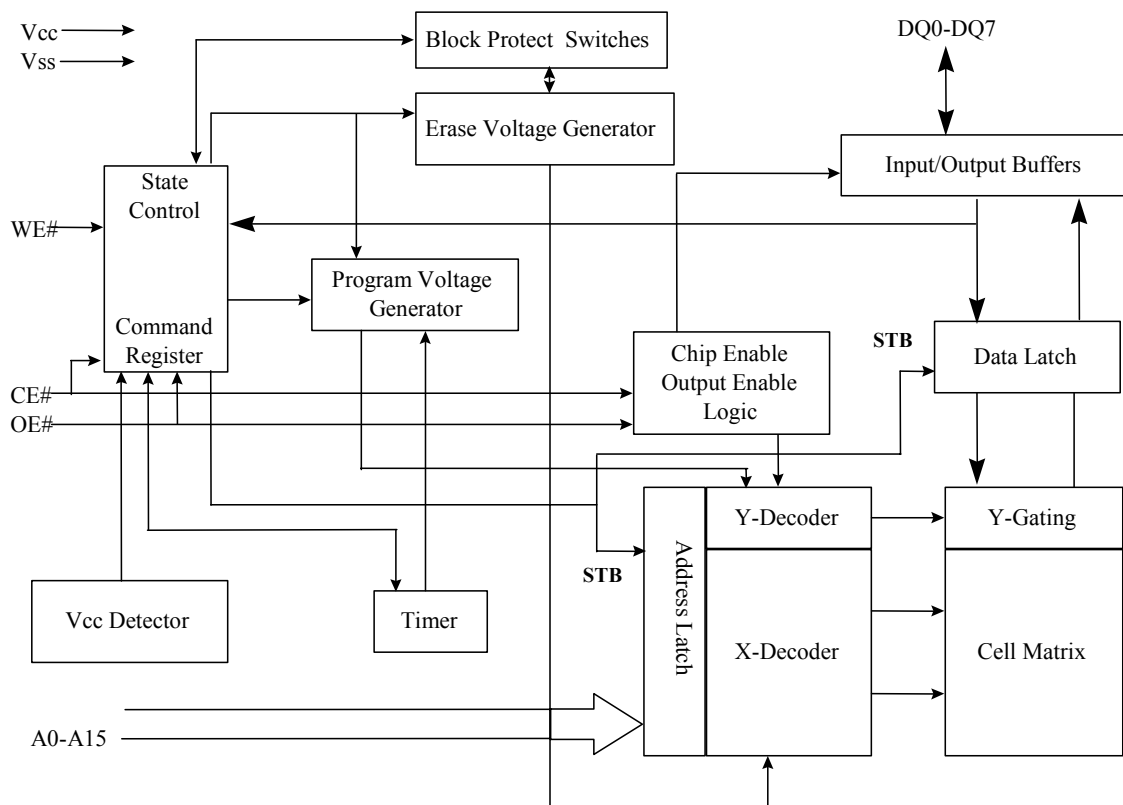 Vcc
Vss
Block Protect Switches
DQ0-DQ7
Erase Voltage Generator
Input/Output Buffers
State
Control
WE#
Program Voltage
Generator
Command
Register
STB
Data Latch
Chip Enable
Output Enable
Logic
CE#
OE#
Y-Decoder
Y-Gating
STB
Address Latch
Vcc Detector
Timer
X-Decoder
Cell Matrix
A0-A15